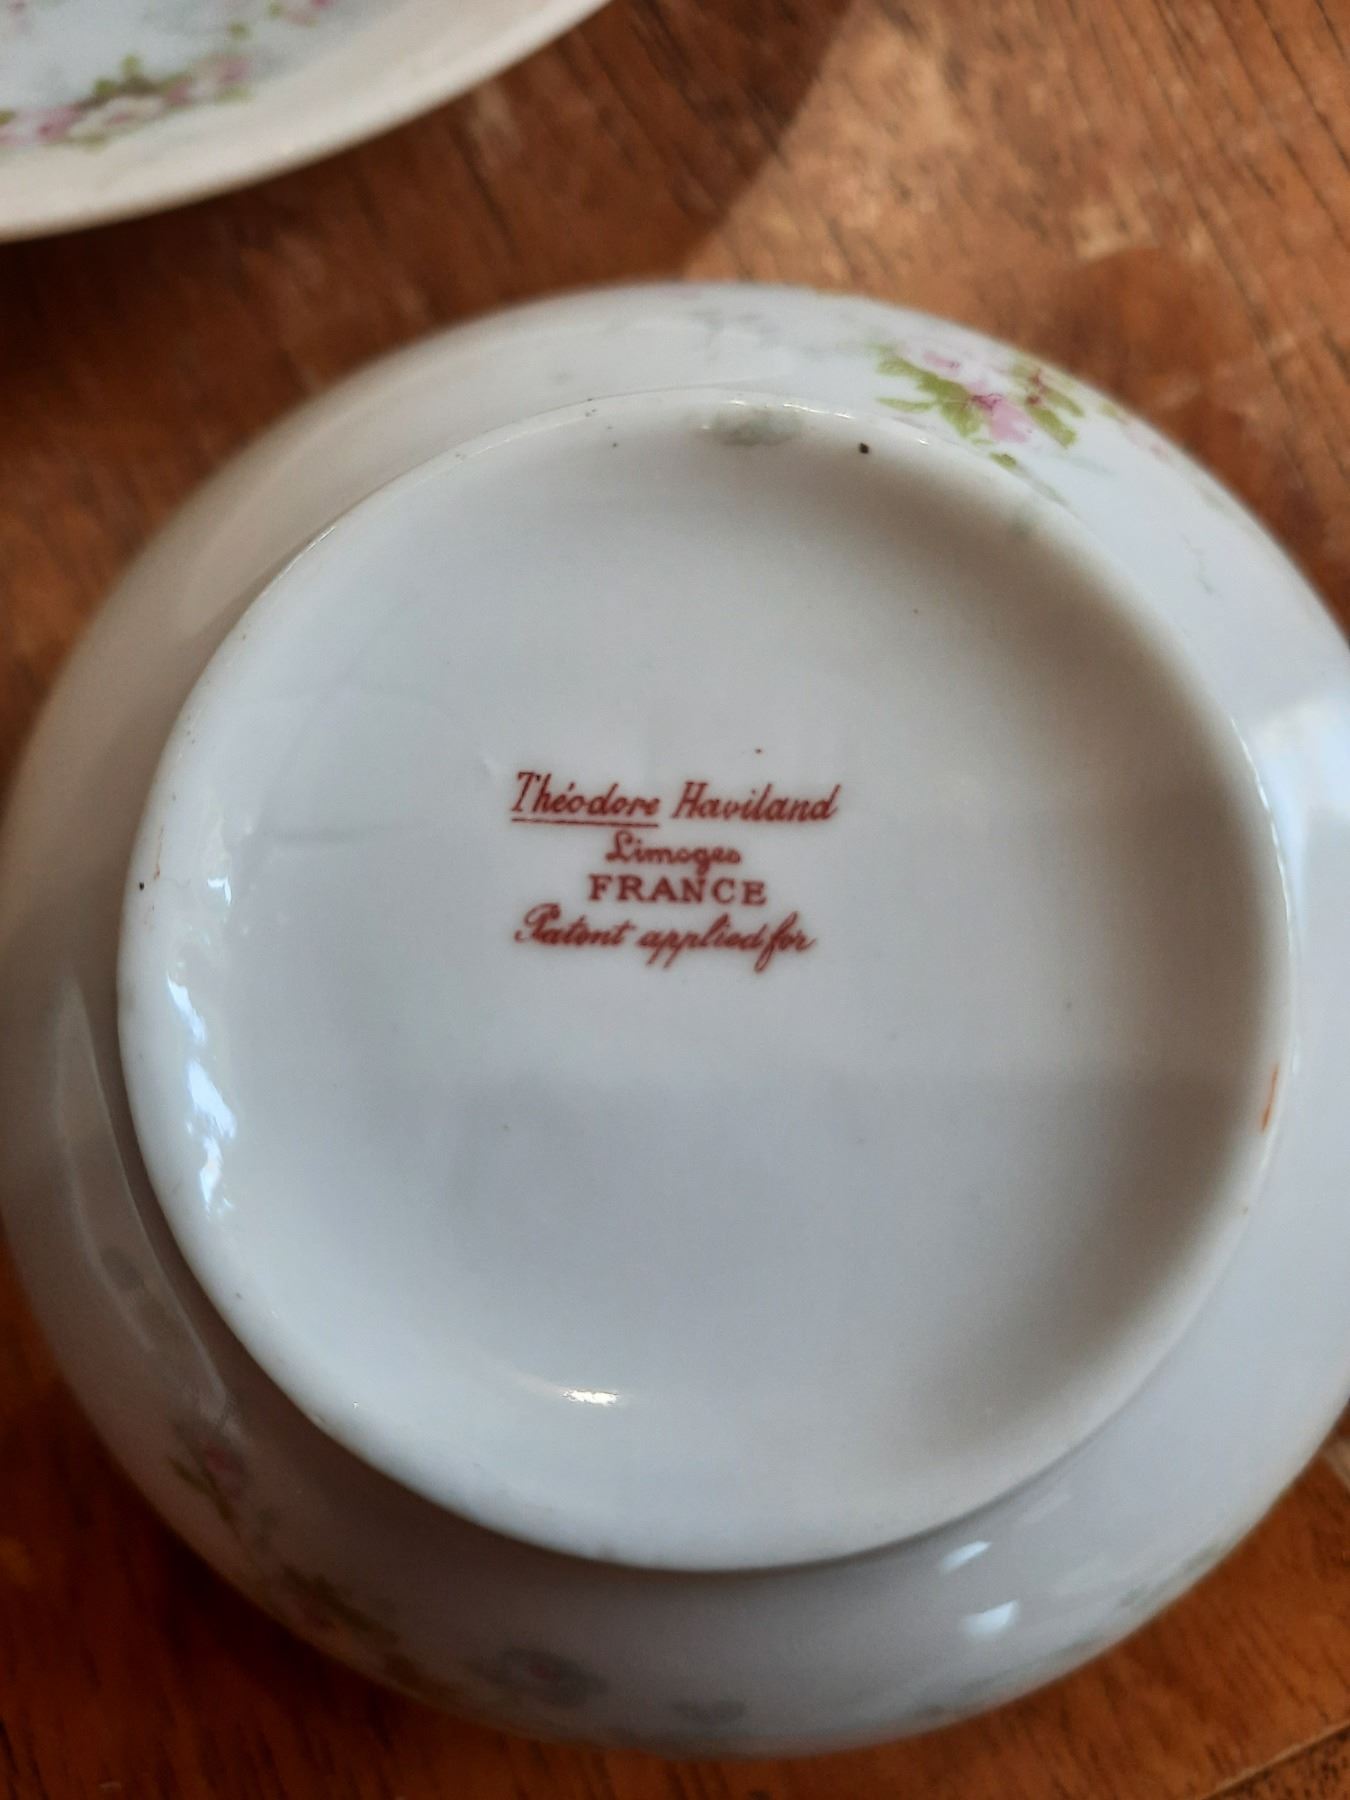 Théodore Haviland
Limoges
FRANCE
Patent applied for